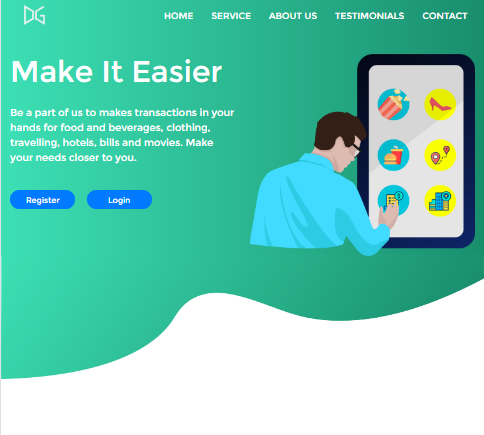 DG
HOME SERVICE ABOUT US TESTIMONIALS CONTACT
Make It Easier
Be a part of us to makes transactions in your
hands for food and beverages, clothing,
travelling, hotels, bills and movies. Make
your needs closer to you.
Register Login